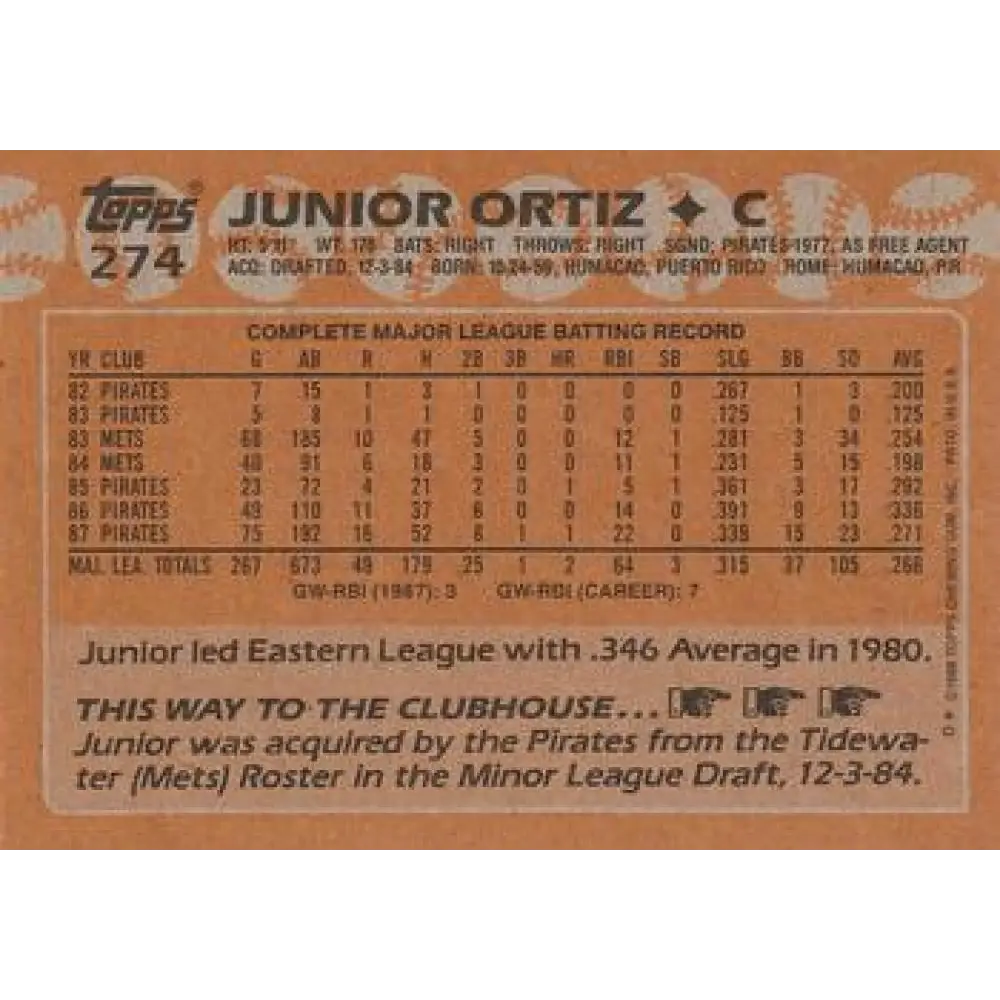 Topps® JUNIOR ORTIZ ♦ C
274 HT: 5'11" WT: 176 BATS: RIGHT THROWS: RIGHT SGND: PIRATES-1977, AS FREE AGENT
ACQ: DRAFTED, 12-3-84 BORN: 10-24-59, HUMACAO, PUERTO RICO HOME: HUMACAO, P.R.
COMPLETE MAJOR LEAGUE BATTING RECORD
YR CLUB G AB R H 2B 3B HR RBI SB SLG BB SO AVG
82 PIRATES 7 15 1 3 1 0 0 0 0 .267 1 3 .200
83 PIRATES 5 8 1 1 0 0 0 0 0 .125 1 0 .125
83 METS 68 185 10 47 5 0 0 12 1 .281 3 34 .254
84 METS 40 91 6 18 3 0 0 11 1 .231 5 15 .198
85 PIRATES 23 72 4 21 2 0 1 5 1 .361 3 17 .292
86 PIRATES 49 110 11 37 6 0 0 14 0 .391 9 13 .336
87 PIRATES 75 192 16 52 8 1 1 22 0 .339 15 23 .271
MAJ. LEA. TOTALS 267 673 49 179 25 1 2 64 3 .315 37 105 .266
GW-RBI (1987): 3 GW-RBI (CAREER): 7
Junior led Eastern League with .346 Average in 1980.
THIS WAY TO THE CLUBHOUSE...
Junior was acquired by the Pirates from the Tidewa-
ter (Mets) Roster in the Minor League Draft, 12-3-84.
D* © 1988 TOPPS CHEWING GUM, INC. PRTD. IN U.S.A.